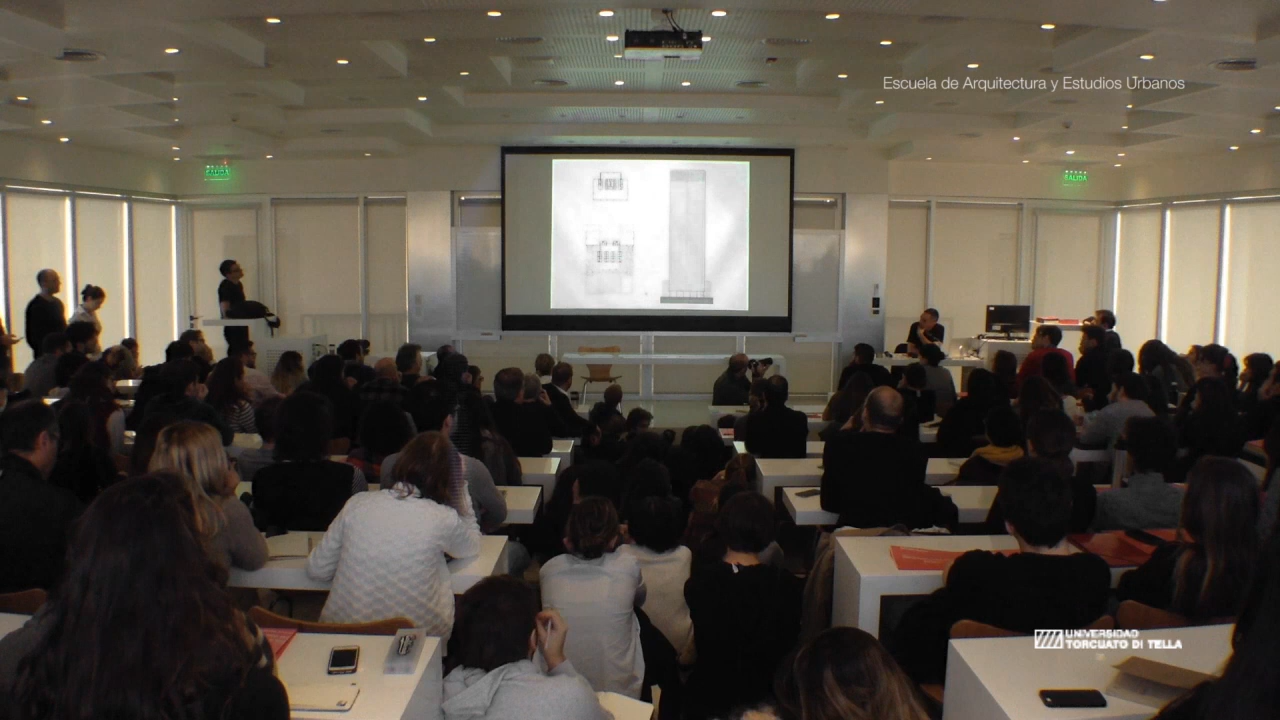 Escuela de Arquitectura y Estudios Urbanos
SALIDA
SALIDA
UNIVERSIDAD
TORCUATO DI TELLA